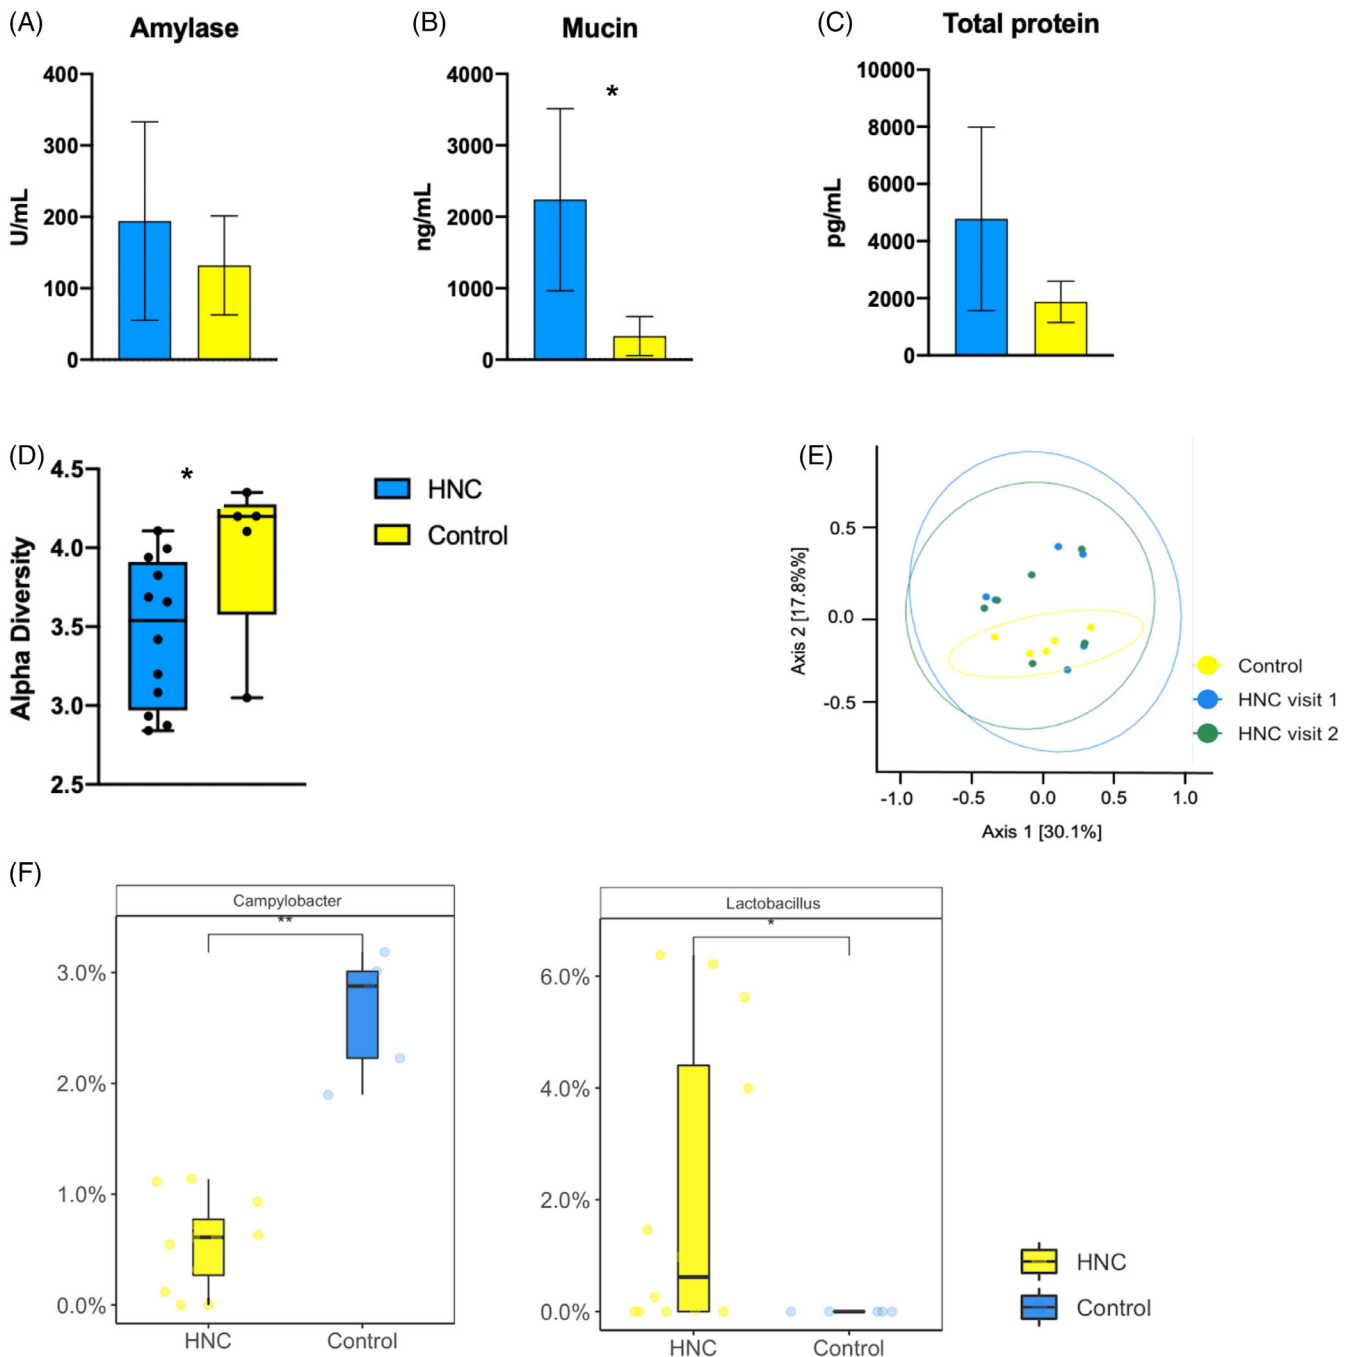 (A)
Amylase
400
300
200
100
0
U/mL
(B)
Mucin
4000
3000
2000
1000
0
ng/mL
*
(C)
Total protein
10000
8000
6000
4000
2000
0
pg/mL
(D)
4.5
4.0
3.5
3.0
2.5
Alpha Diversity
*
HNC
Control
(E)
0.5
0.0
-0.5
Axis 2 [17.8%%]
-1.0 -0.5 0.0 0.5 1.0
Axis 1 [30.1%]
Control
HNC visit 1
HNC visit 2
(F)
Campylobacter
**
3.0%
2.0%
1.0%
0.0%
HNC Control
Lactobacillus
*
6.0%
4.0%
2.0%
0.0%
HNC Control
HNC
Control